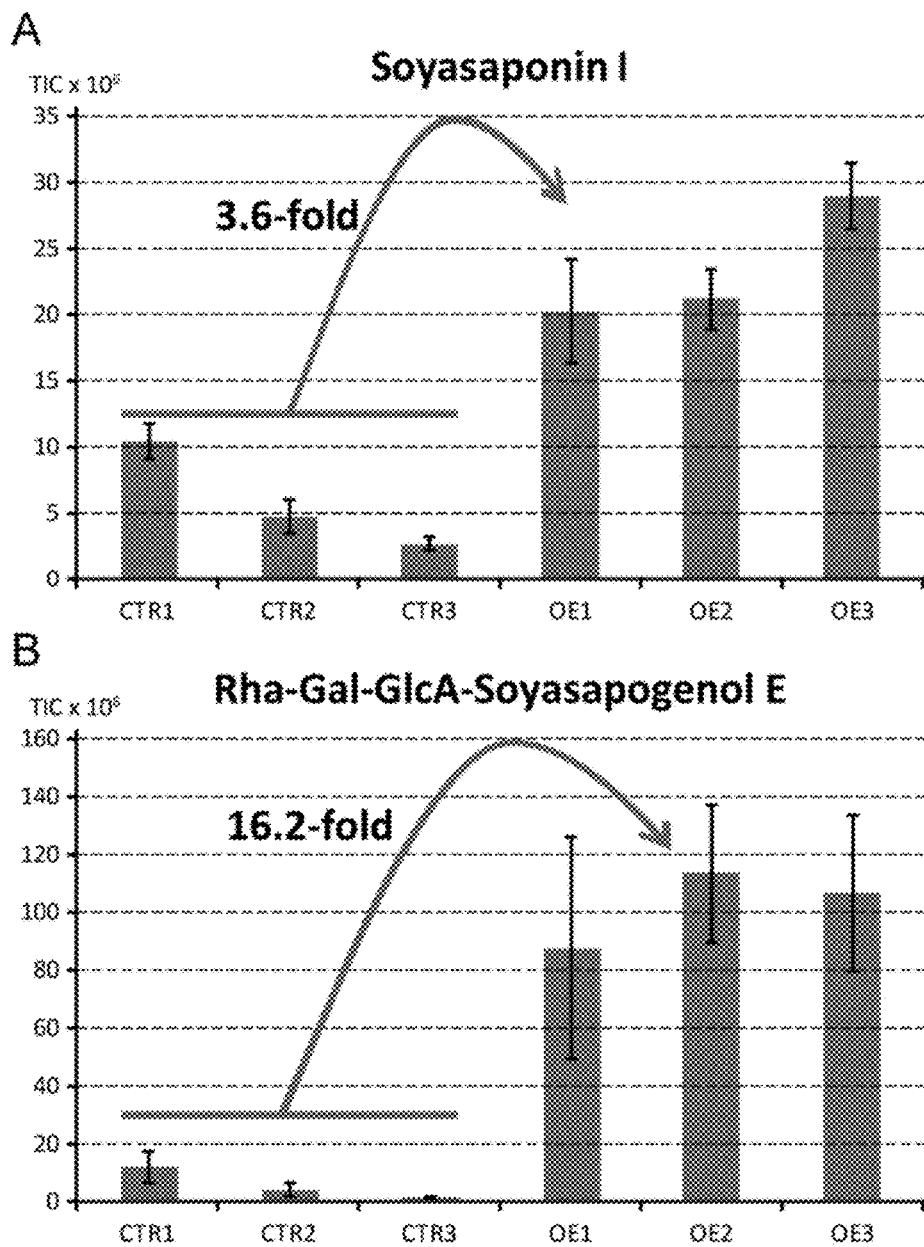 A
Soyasaponin I
TIC x 10⁸
35
30
25
20
15
10
5
0
3.6-fold
CTR1 CTR2 CTR3 OE1 OE2 OE3
B
Rha-Gal-GlcA-Soyasapogenol E
TIC x 10⁶
160
140
120
100
80
60
40
20
0
16.2-fold
CTR1 CTR2 CTR3 OE1 OE2 OE3